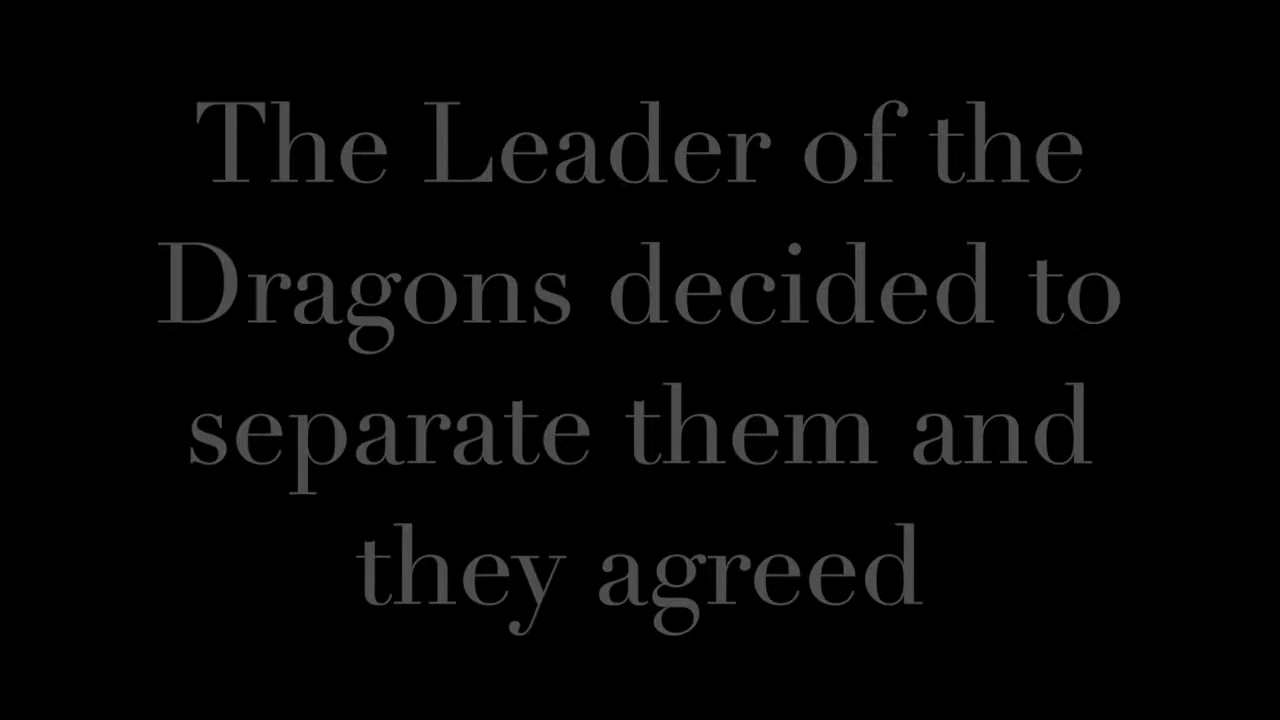 The Leader of the
Dragons decided to
separate them and
they agreed